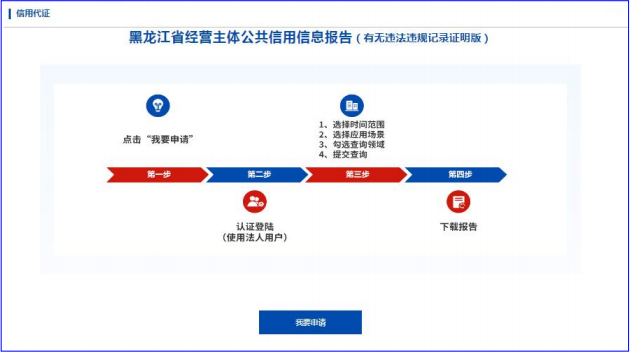 信用代证
黑龙江省经营主体公共信用信息报告（有无违法违规记录证明版）
点击“我要申请”
1、选择时间范围
2、选择应用场景
3、勾选查询领域
4、提交查询
第一步
第二步
第三步
第四步
认证登陆
（使用法人用户）
下载报告
我要申请